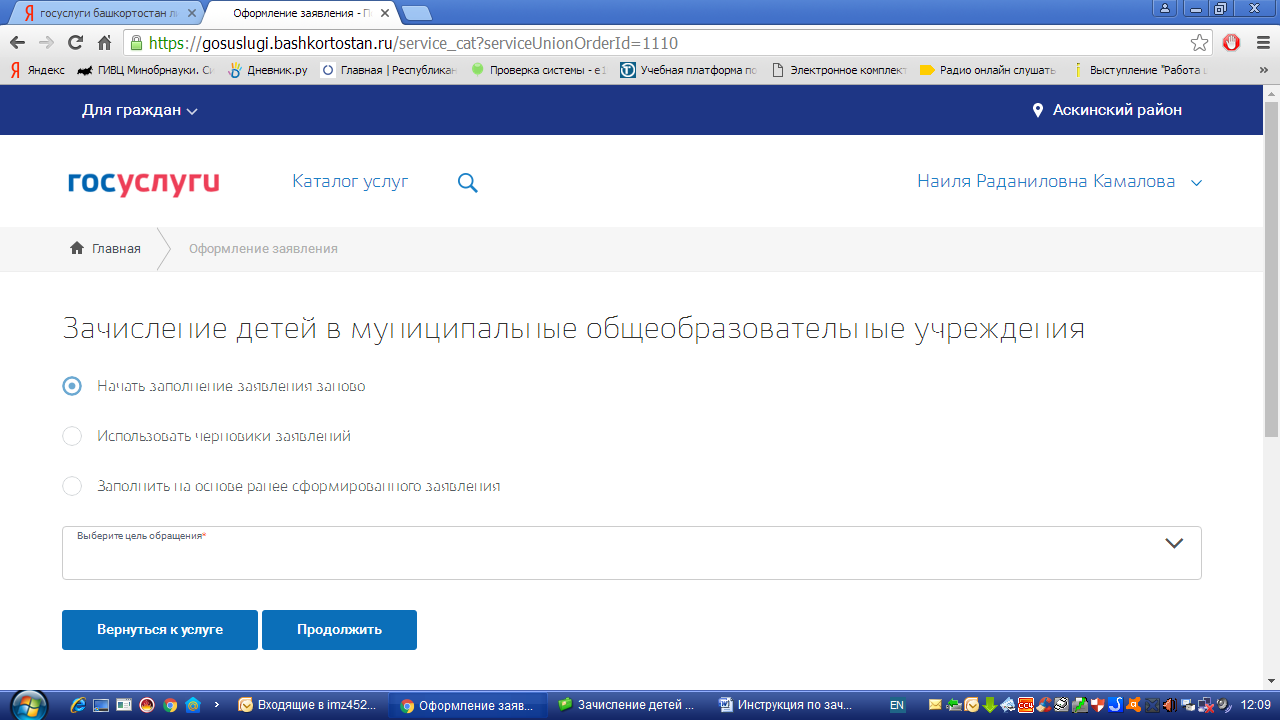 госуслуги башкортостан л
Оформление заявления - П
https://gosuslugi.bashkortostan.ru/service_cat?serviceUnionOrderId=1110
Яндекс
ГИВЦ Минобрнауки. Си
Дневник.ру
Главная | Республикан
Проверка системы - e1
Учебная платформа по
Электронное комплект
Радио онлайн слушать
Выступление "Работа ц
»
Для граждан
Аскинский район
госуслуги
Каталог услуг
Наиля Раданиловна Камалова
Главная
Оформление заявления
Зачисление детей в муниципальные общеобразовательные учреждения
Начать заполнение заявления заново
Использовать черновики заявлений
Заполнить на основе ранее сформированного заявления
Выберите цель обращения*
Вернуться к услуге
Продолжить
Входящие в imz452...
Оформление заяв...
Зачисление детей ...
Инструкция по зач...
EN
12:09